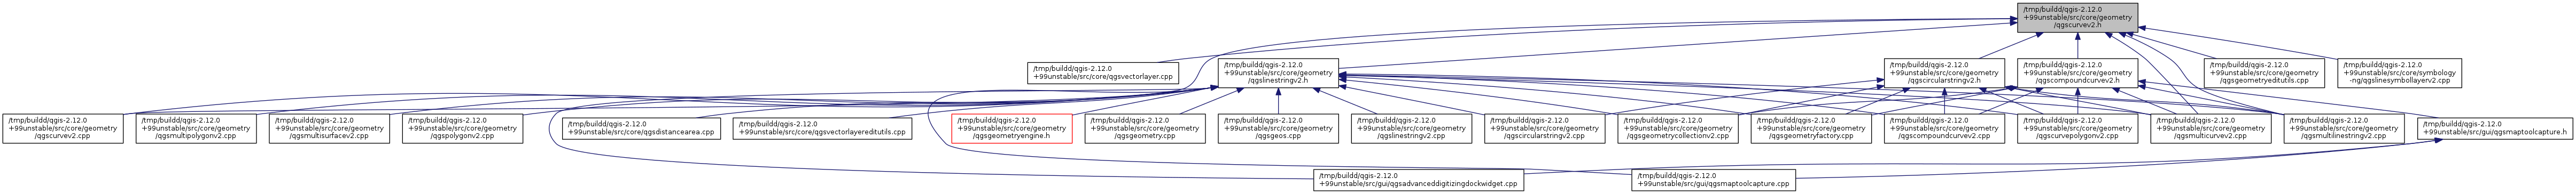 /tmp/buildd/qgis-2.12.0
+99unstable/src/core/geometry
/qgscurvev2.h
/tmp/buildd/qgis-2.12.0
+99unstable/src/core/qgsvectorlayer.cpp
/tmp/buildd/qgis-2.12.0
+99unstable/src/core/geometry
/qgslinestringv2.h
/tmp/buildd/qgis-2.12.0
+99unstable/src/core/geometry
/qgscircularstringv2.h
/tmp/buildd/qgis-2.12.0
+99unstable/src/core/geometry
/qgscompoundcurvev2.h
/tmp/buildd/qgis-2.12.0
+99unstable/src/core/geometry
/qgsgeometryeditutils.cpp
/tmp/buildd/qgis-2.12.0
+99unstable/src/core/symbology
-ng/qgslinesymbollayerv2.cpp
/tmp/buildd/qgis-2.12.0
+99unstable/src/core/geometry
/qgscurvev2.cpp
/tmp/buildd/qgis-2.12.0
+99unstable/src/core/geometry
/qgsmultipolygonv2.cpp
/tmp/buildd/qgis-2.12.0
+99unstable/src/core/geometry
/qgsmultisurfacev2.cpp
/tmp/buildd/qgis-2.12.0
+99unstable/src/core/geometry
/qgspolygonv2.cpp
/tmp/buildd/qgis-2.12.0
+99unstable/src/core/qgsdistancearea.cpp
/tmp/buildd/qgis-2.12.0
+99unstable/src/core/qgsvectorlayereditutils.cpp
/tmp/buildd/qgis-2.12.0
+99unstable/src/core/geometry
/qgsgeometryengine.h
/tmp/buildd/qgis-2.12.0
+99unstable/src/core/geometry
/qgsgeometry.cpp
/tmp/buildd/qgis-2.12.0
+99unstable/src/core/geometry
/qgsgeos.cpp
/tmp/buildd/qgis-2.12.0
+99unstable/src/core/geometry
/qgslinestringv2.cpp
/tmp/buildd/qgis-2.12.0
+99unstable/src/core/geometry
/qgscircularstringv2.cpp
/tmp/buildd/qgis-2.12.0
+99unstable/src/core/geometry
/qgsgeometrycollectionv2.cpp
/tmp/buildd/qgis-2.12.0
+99unstable/src/core/geometry
/qgsgeometryfactory.cpp
/tmp/buildd/qgis-2.12.0
+99unstable/src/core/geometry
/qgscompoundcurvev2.cpp
/tmp/buildd/qgis-2.12.0
+99unstable/src/core/geometry
/qgscurvepolygonv2.cpp
/tmp/buildd/qgis-2.12.0
+99unstable/src/core/geometry
/qgsmulticurvev2.cpp
/tmp/buildd/qgis-2.12.0
+99unstable/src/core/geometry
/qgsmultilinestringv2.cpp
/tmp/buildd/qgis-2.12.0
+99unstable/src/gui/qgsmaptoolcapture.h
/tmp/buildd/qgis-2.12.0
+99unstable/src/gui/qgsadvanceddigitizingdockwidget.cpp
/tmp/buildd/qgis-2.12.0
+99unstable/src/gui/qgsmaptoolcapture.cpp